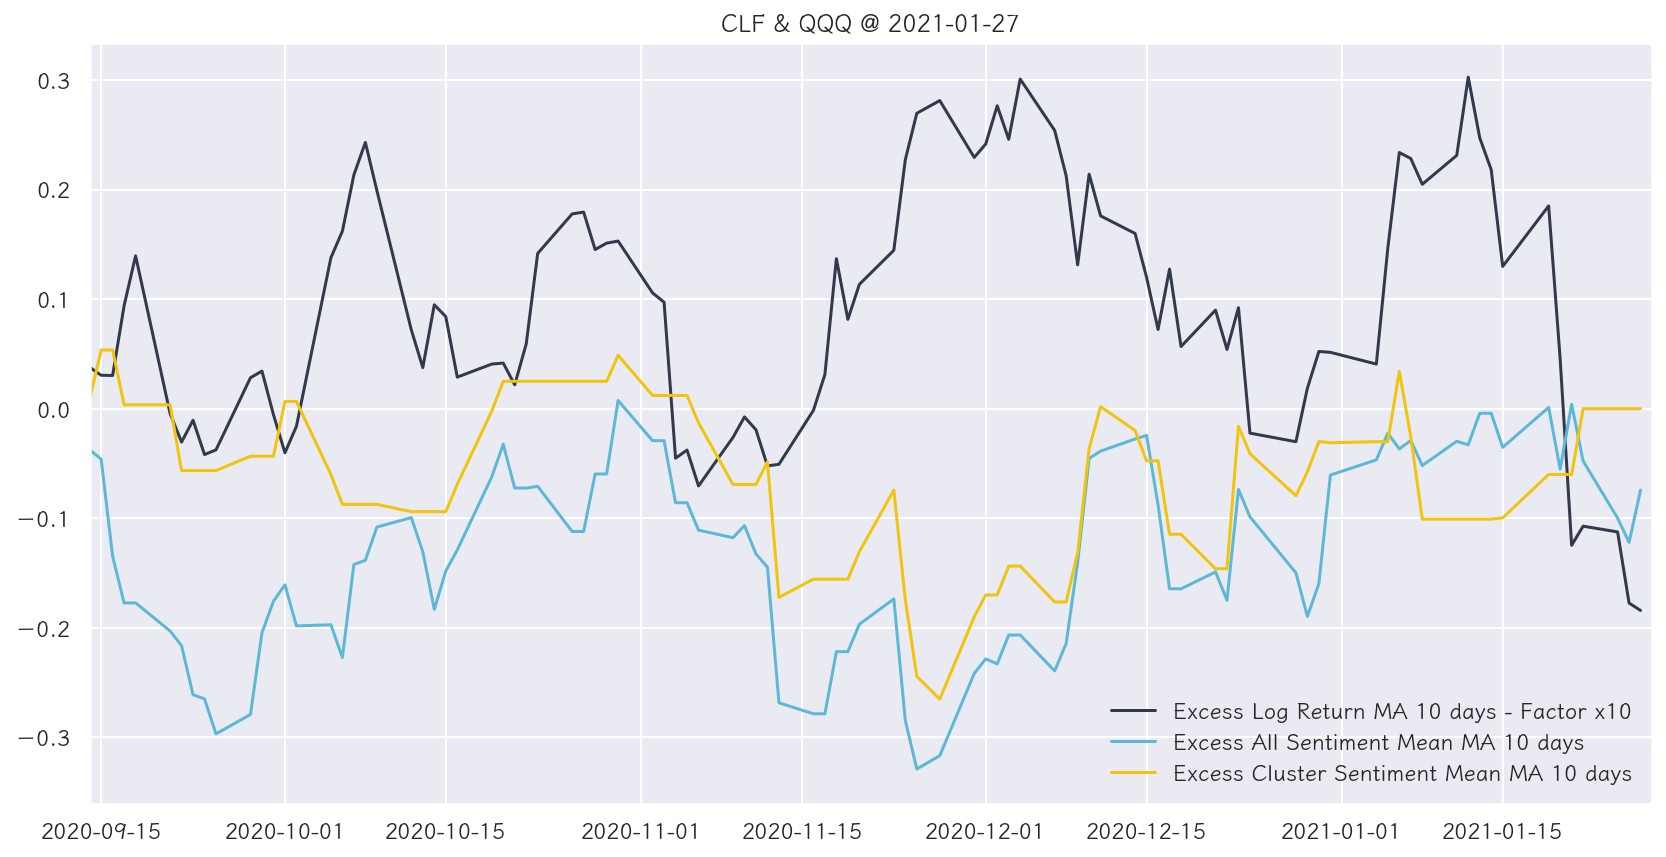 CLF & QQQ @ 2021-01-27
0.3
0.2
0.1
0.0
−0.1
−0.2
−0.3
Excess Log Return MA 10 days - Factor x10
Excess All Sentiment Mean MA 10 days
Excess Cluster Sentiment Mean MA 10 days
2020-09-15 2020-10-01 2020-10-15 2020-11-01 2020-11-15 2020-12-01 2020-12-15 2021-01-01 2021-01-15